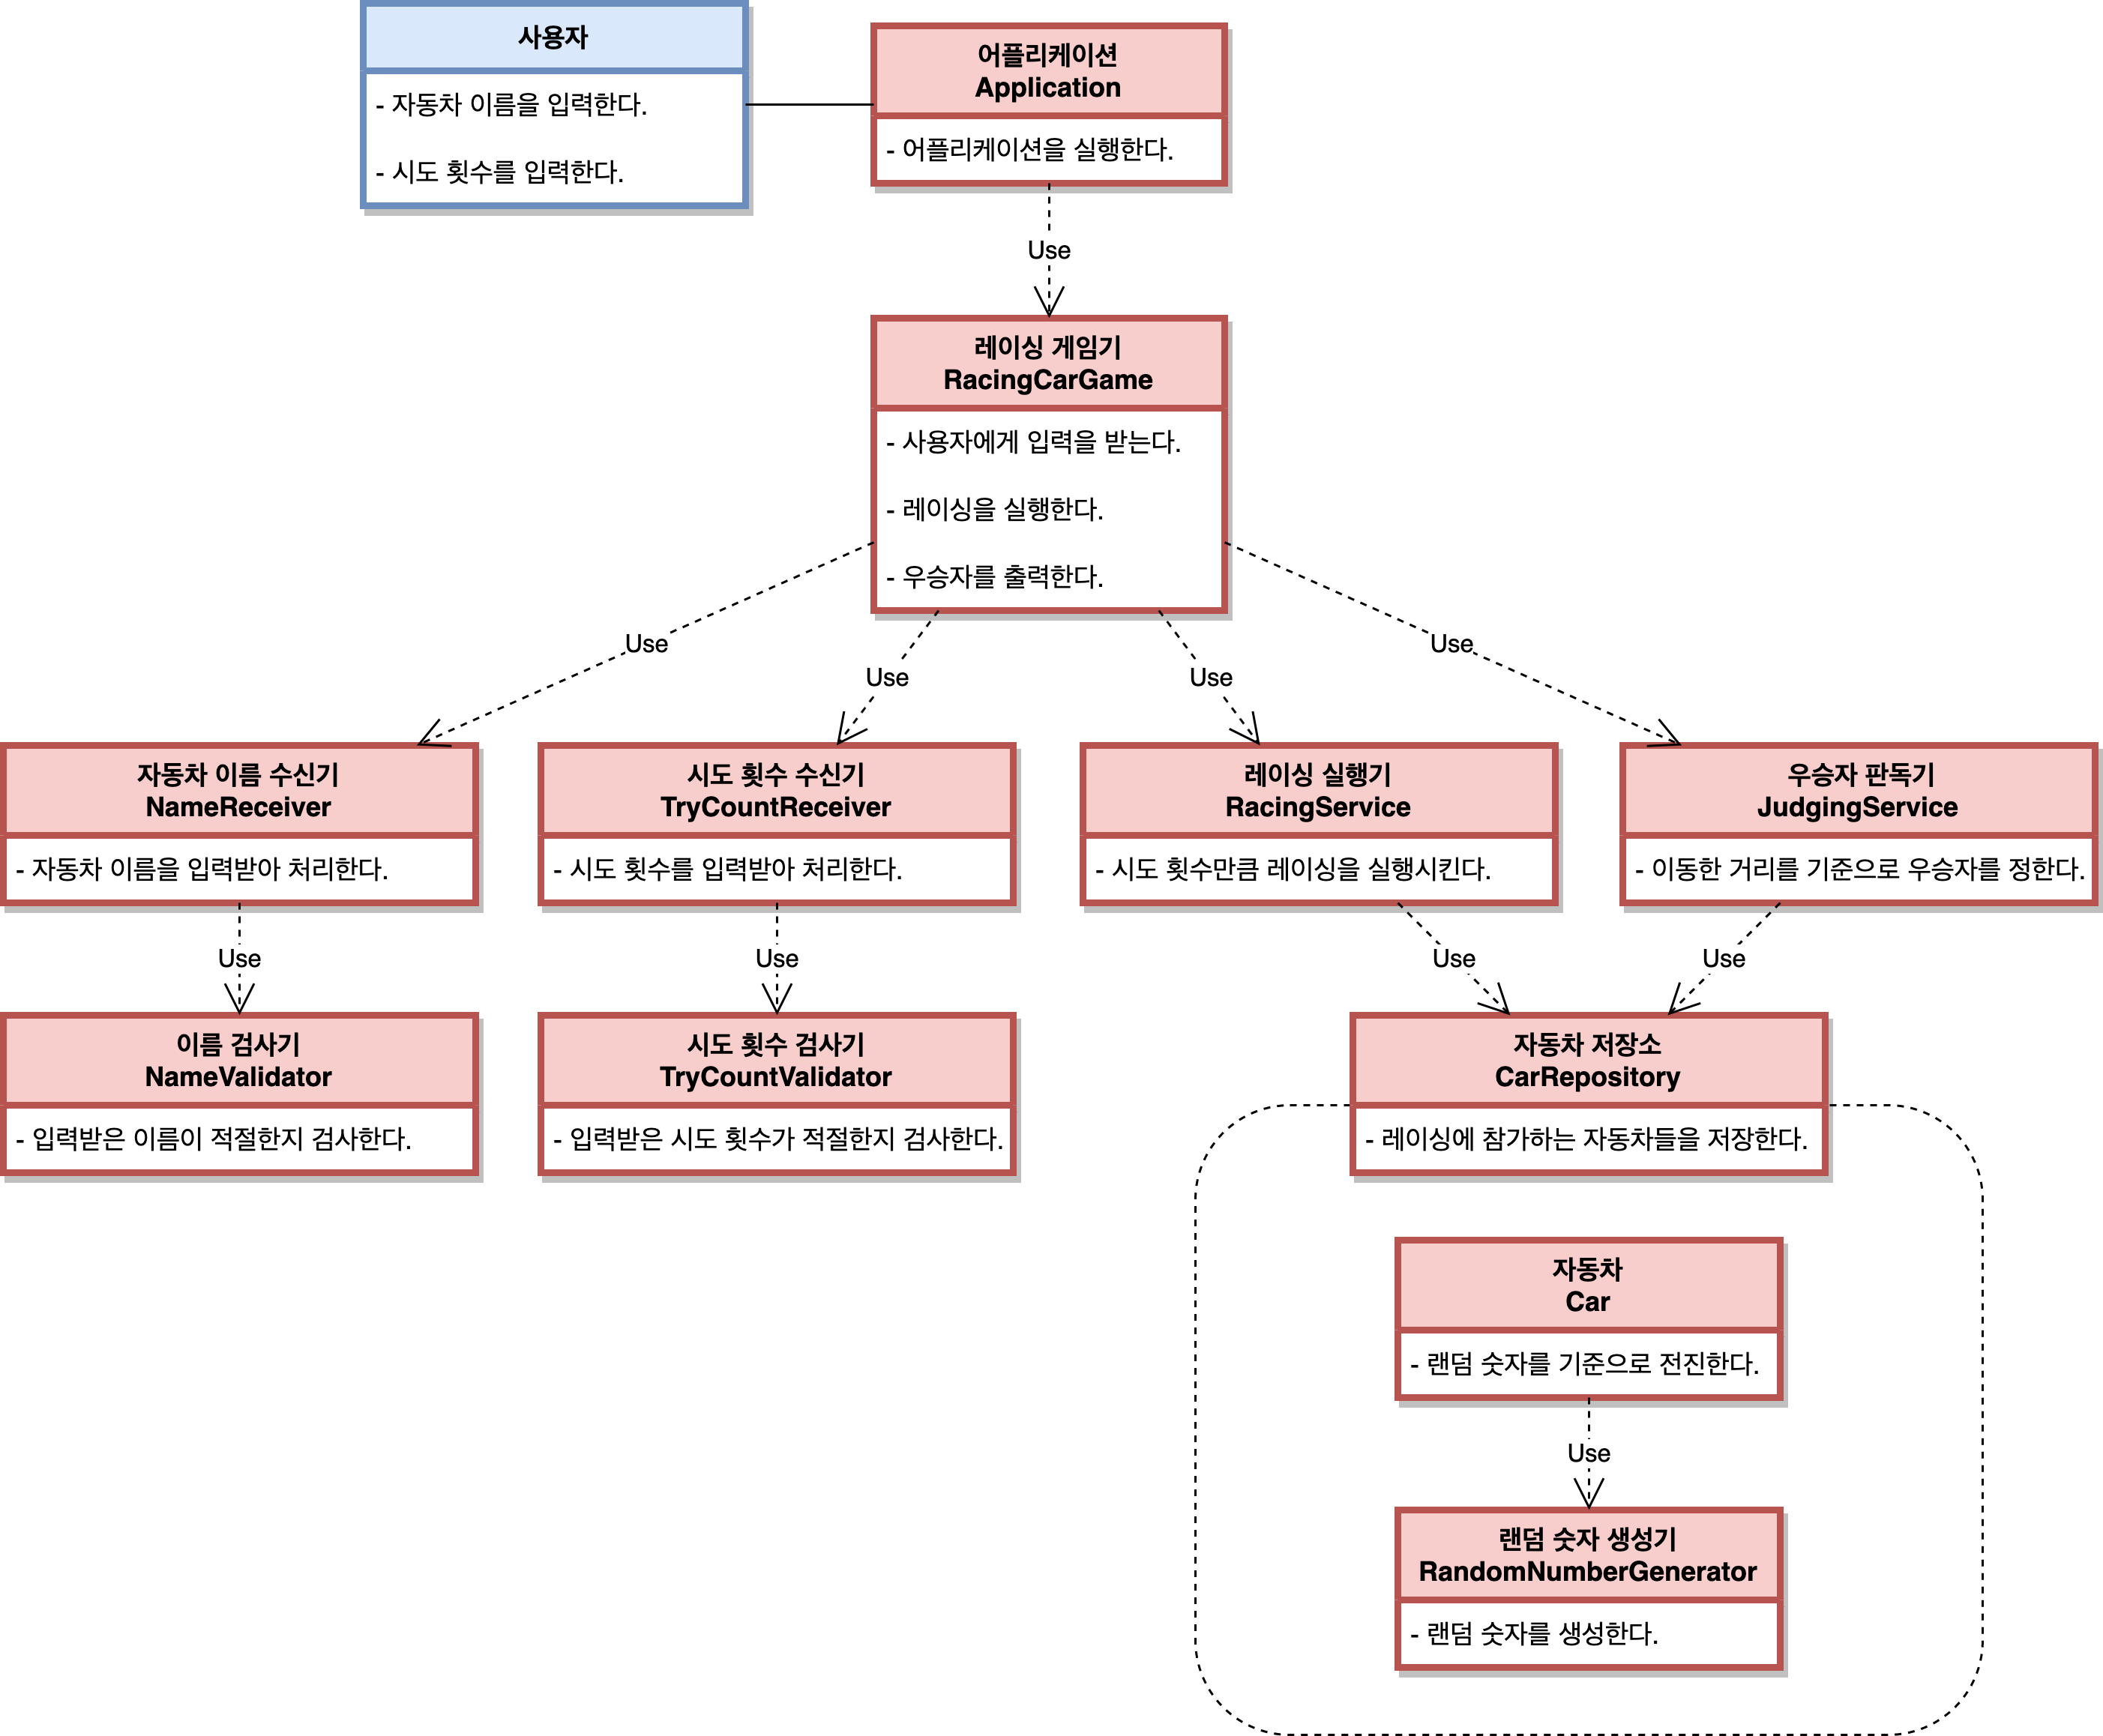 사용자
- 자동차 이름을 입력한다.
- 시도 횟수를 입력한다.
어플리케이션
Application
- 어플리케이션을 실행한다.
Use
레이싱 게임기
RacingCarGame
- 사용자에게 입력을 받는다.
- 레이싱을 실행한다.
- 우승자를 출력한다.
Use
Use
Use
Use
자동차 이름 수신기
NameReceiver
- 자동차 이름을 입력받아 처리한다.
시도 횟수 수신기
TryCountReceiver
- 시도 횟수를 입력받아 처리한다.
레이싱 실행기
RacingService
- 시도 횟수만큼 레이싱을 실행시킨다.
우승자 판독기
JudgingService
- 이동한 거리를 기준으로 우승자를 정한다.
Use
Use
Use
Use
이름 검사기
NameValidator
- 입력받은 이름이 적절한지 검사한다.
시도 횟수 검사기
TryCountValidator
- 입력받은 시도 횟수가 적절한지 검사한다.
자동차 저장소
CarRepository
- 레이싱에 참가하는 자동차들을 저장한다.
자동차
Car
- 랜덤 숫자를 기준으로 전진한다.
Use
랜덤 숫자 생성기
RandomNumberGenerator
- 랜덤 숫자를 생성한다.